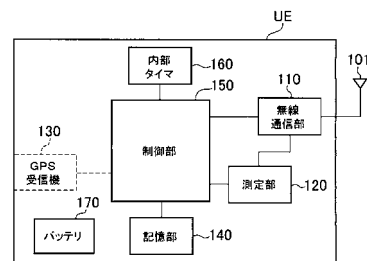 UE
内部
タイマ
160
150
110
101
無線
通信部
130
制御部
GPS
受信機
測定部
120
170
バッテリ
記憶部
140